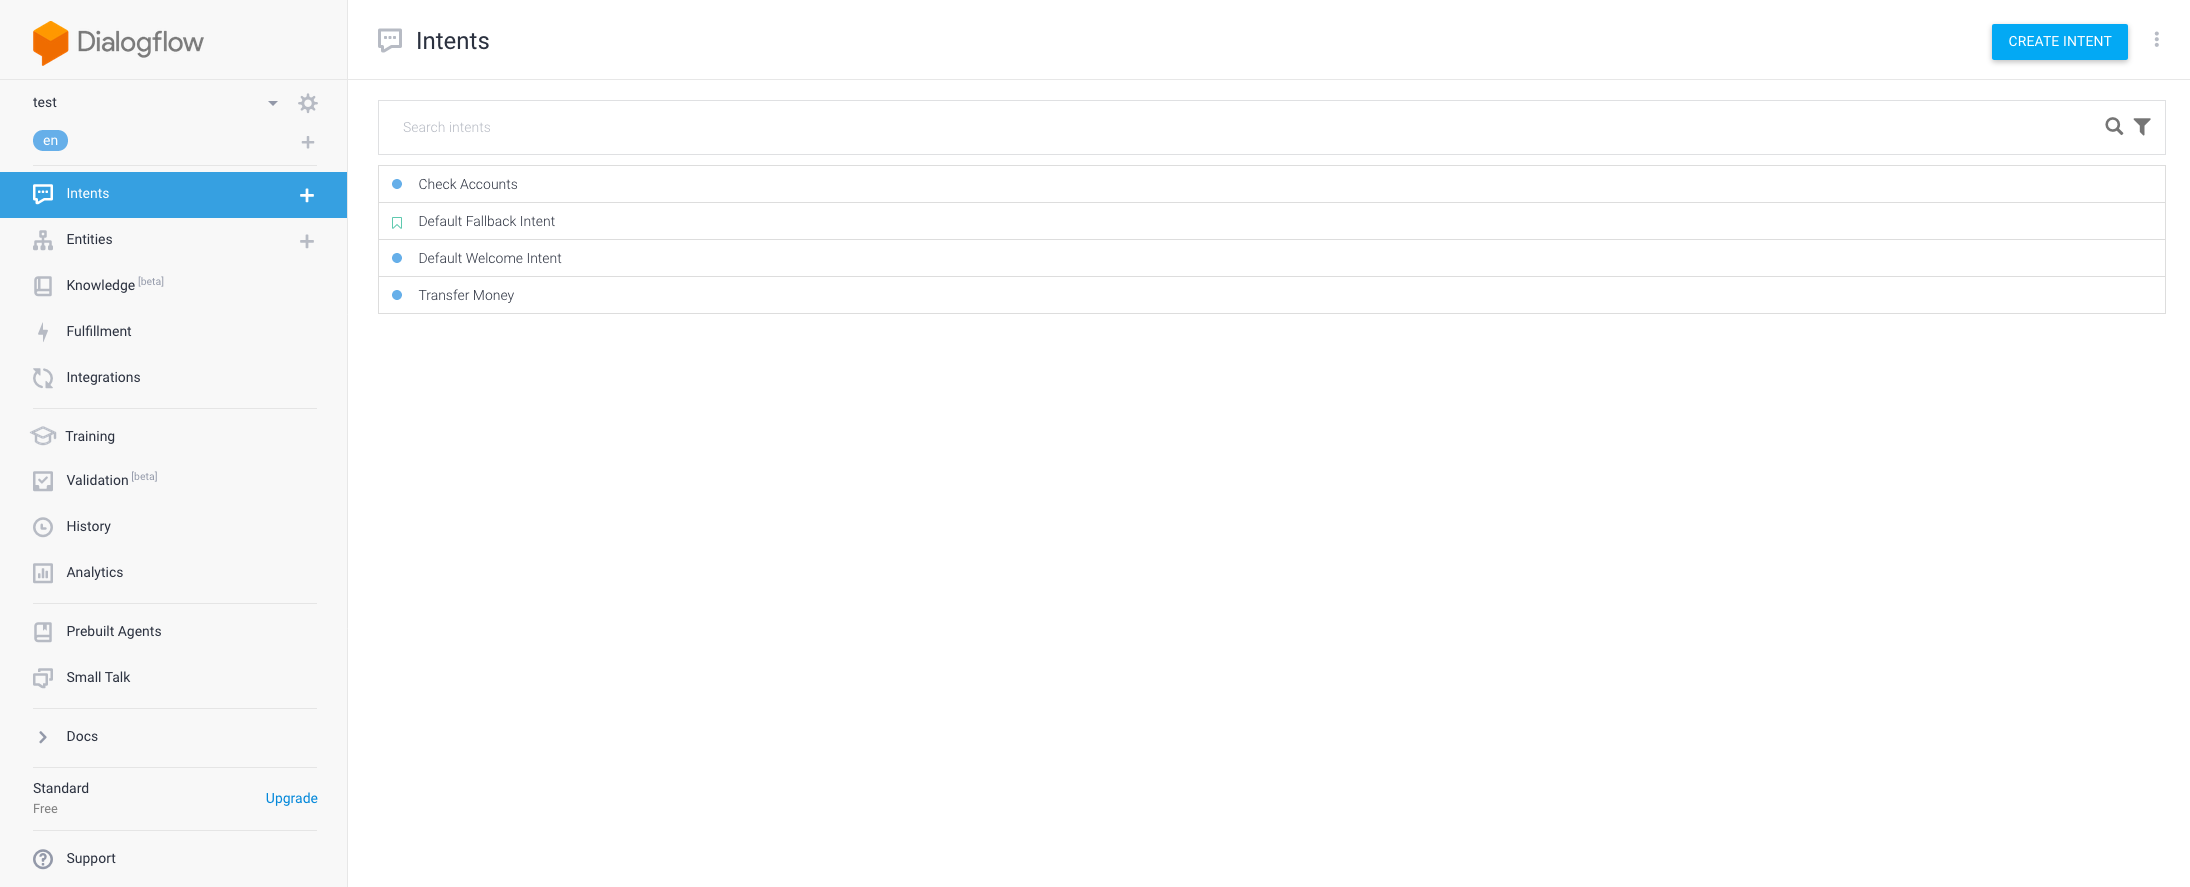 Dialogflow
test
en
Intents
Entities
Knowledge [beta]
Fulfillment
Integrations
Training
Validation [beta]
History
Analytics
Prebuilt Agents
Small Talk
Docs
Standard
Free
Upgrade
Support
Intents
CREATE INTENT
Search intents
Check Accounts
Default Fallback Intent
Default Welcome Intent
Transfer Money